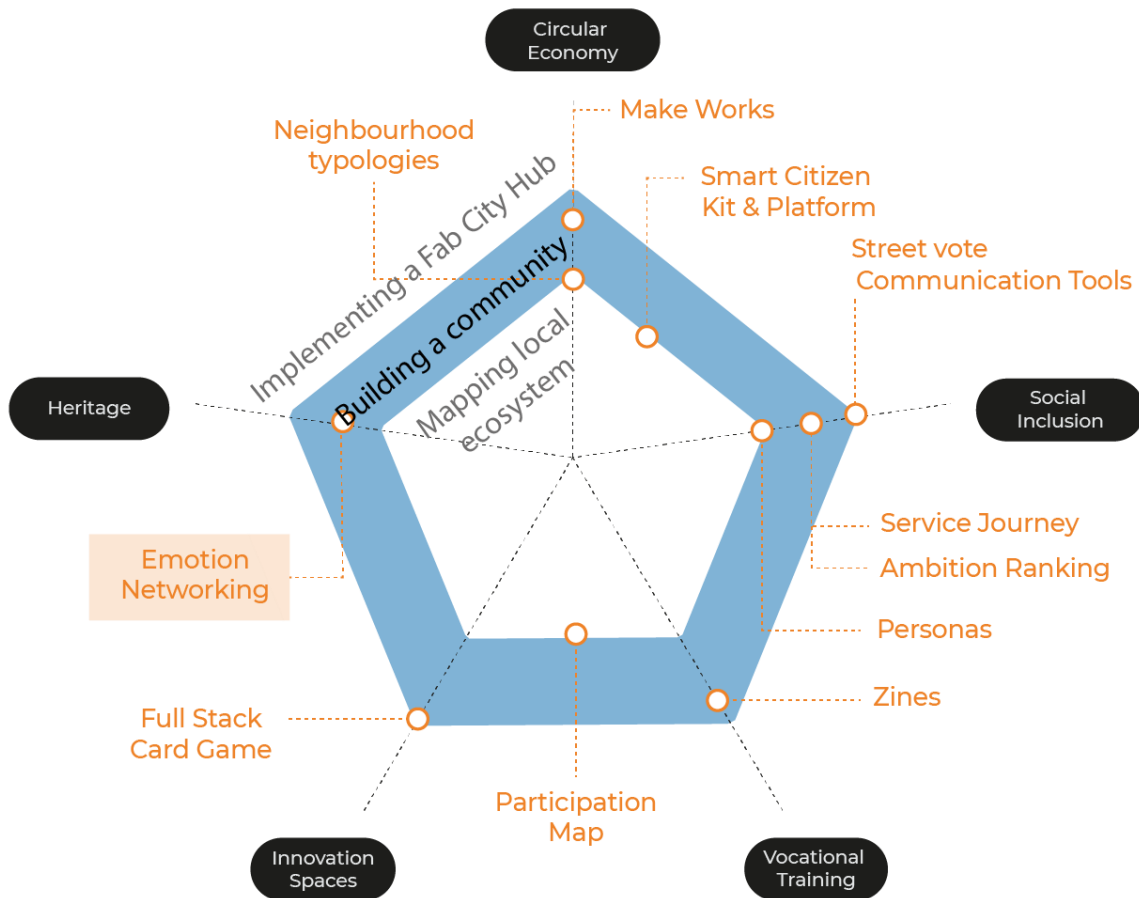 Circular
Economy
Make Works
Neighbourhood
typologies
Smart Citizen
Kit & Platform
Street vote
Communication Tools
Implementing a Fab City Hub
Building a community
Mapping local
ecosystem
Heritage
Social
Inclusion
Service Journey
Ambition Ranking
Emotion
Networking
Personas
Zines
Full Stack
Card Game
Participation
Map
Innovation
Spaces
Vocational
Training